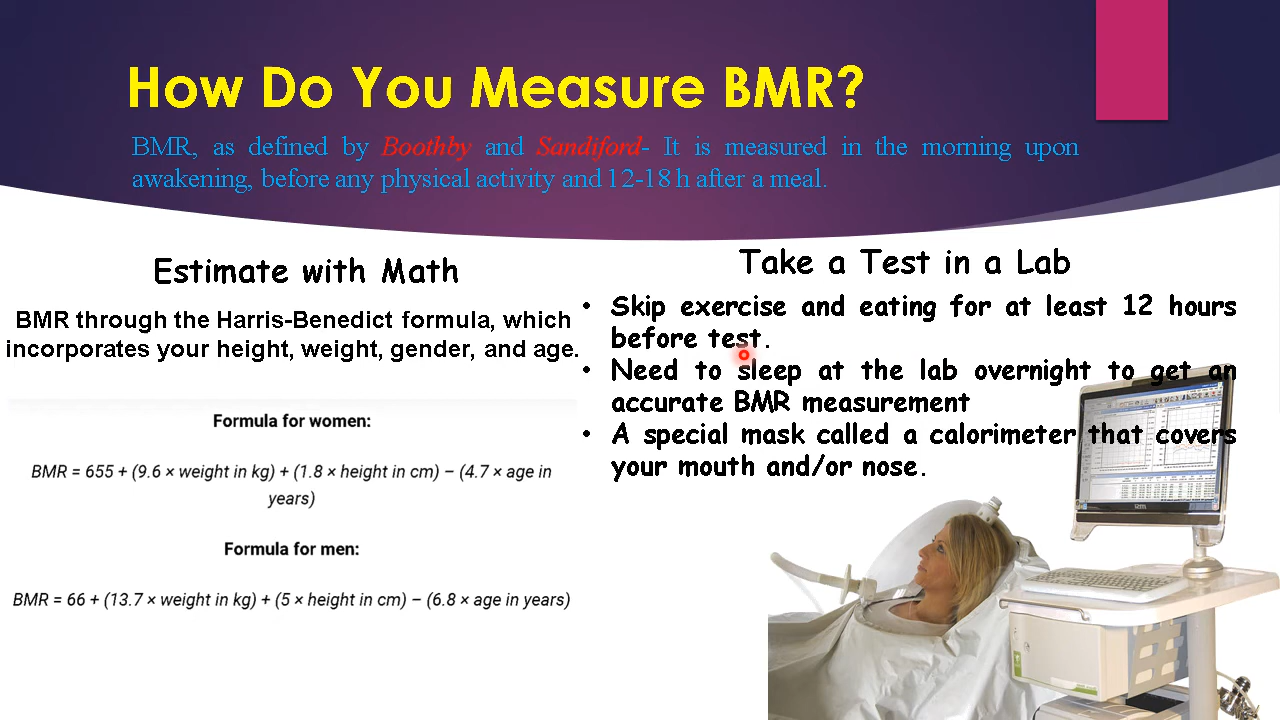 How Do You Measure BMR?
BMR, as defined by Boothby and Sandiford- It is measured in the morning upon
awakening, before any physical activity and 12-18 h after a meal.
Estimate with Math
BMR through the Harris-Benedict formula, which
incorporates your height, weight, gender, and age.
Formula for women:
BMR = 655 + (9.6 × weight in kg) + (1.8 × height in cm) – (4.7 × age in
years)
Formula for men:
BMR = 66 + (13.7 × weight in kg) + (5 × height in cm) – (6.8 × age in years)
Take a Test in a Lab
• Skip exercise and eating for at least 12 hours
before test.
• Need to sleep at the lab overnight to get an
accurate BMR measurement
• A special mask called a calorimeter that covers
your mouth and/or nose.